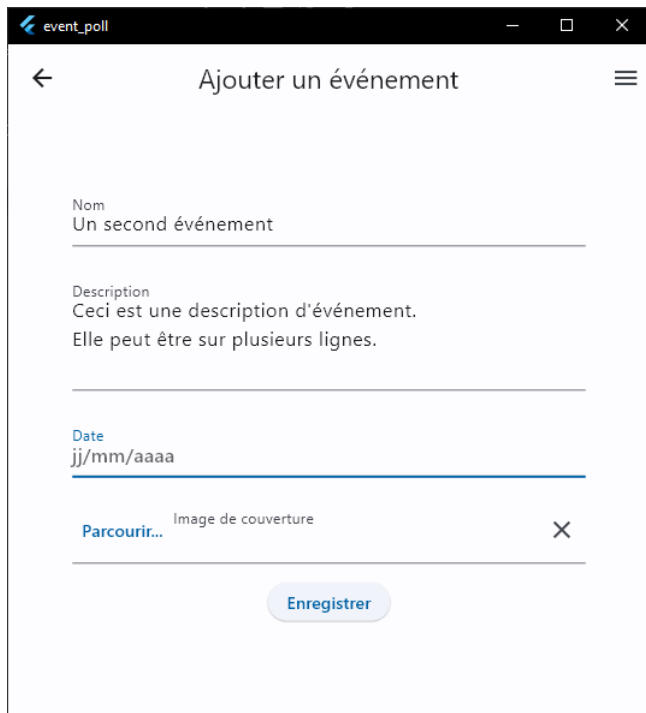 event_poll
Ajouter un événement
Nom
Un second événement
Description
Ceci est une description d'événement.
Elle peut être sur plusieurs lignes.
Date
jj/mm/aaaa
Parcourir... Image de couverture
Enregistrer